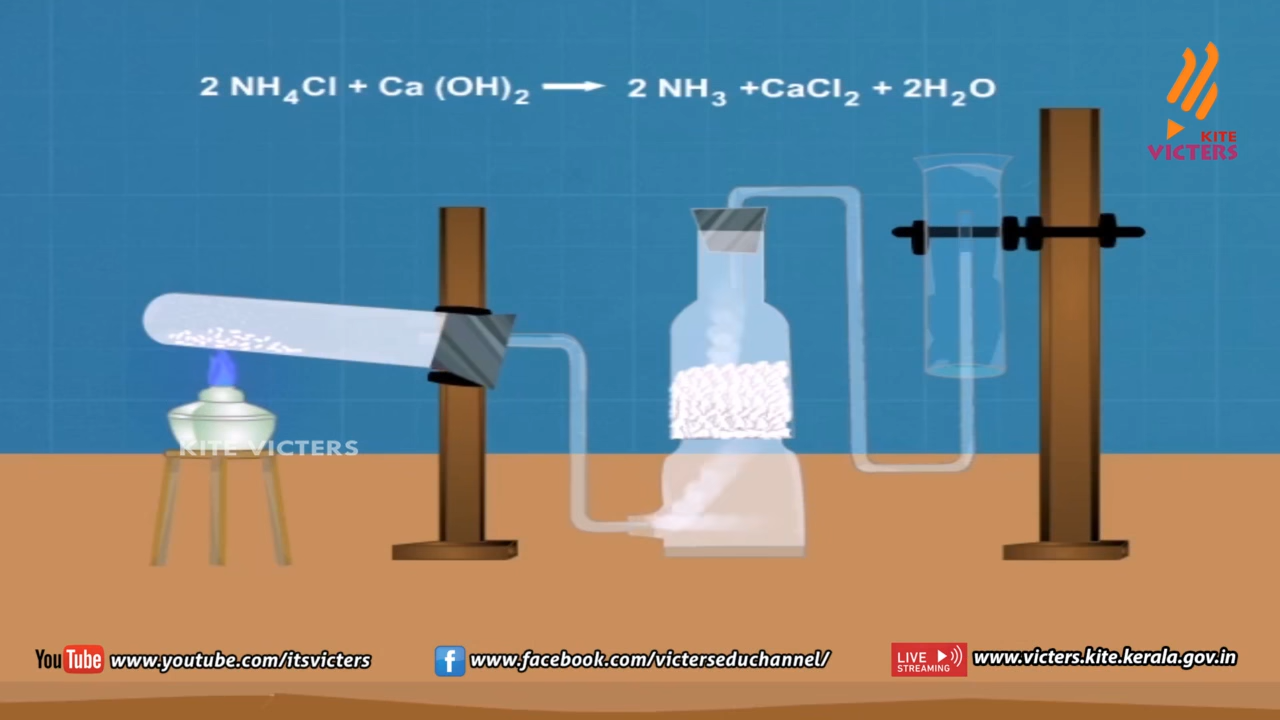 2 NH₄Cl + Ca (OH)₂ ⟶ 2 NH₃ +CaCl₂ + 2H₂O
KITE
VICTERS
KITE VICTERS
YouTube www.youtube.com/itsvicters
f www.facebook.com/victerseduchannel/
LIVE STREAMING www.victers.kite.kerala.gov.in